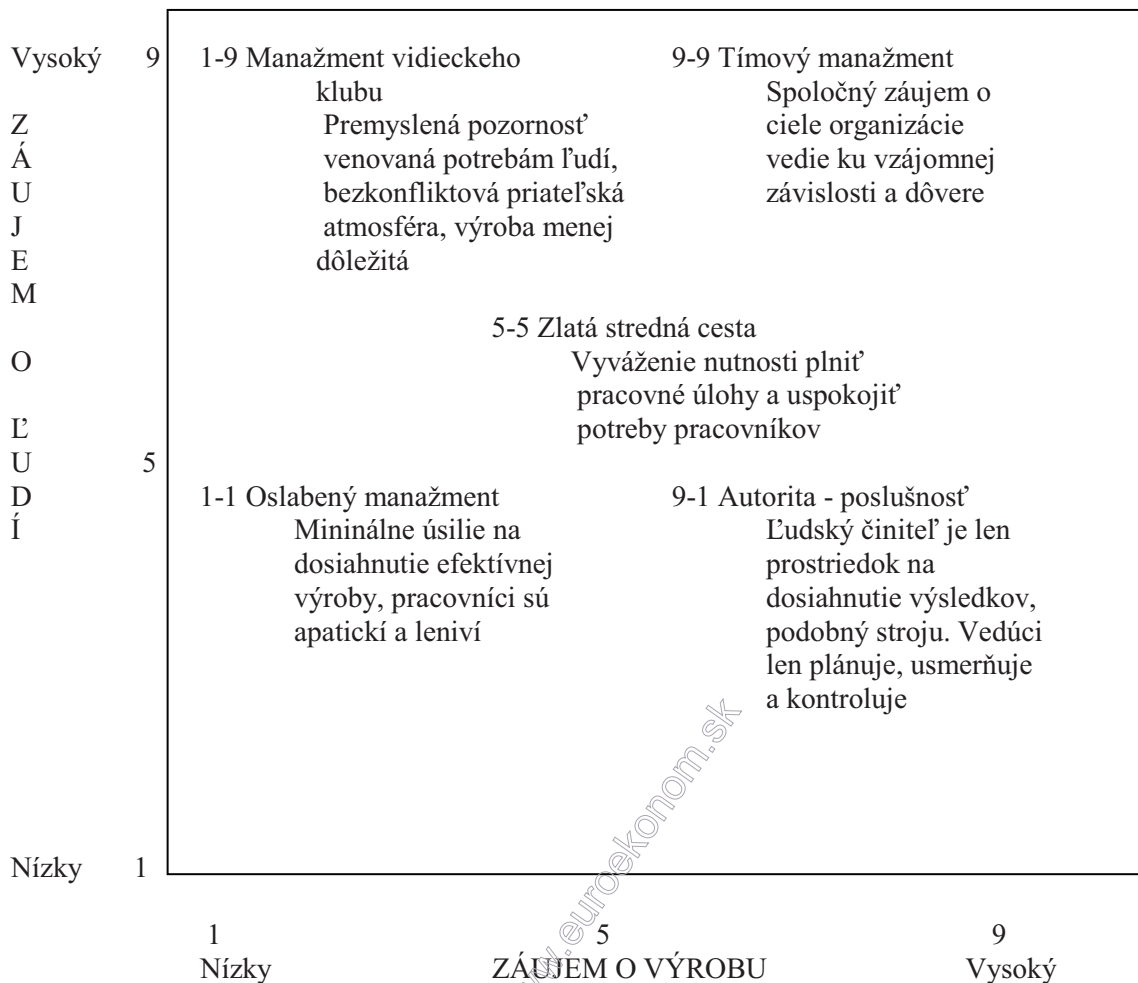 Vysoký 9 1-9 Manažment vidieckeho 9-9 Tímový manažment
klubu Spoločný záujem o
Z Premyslená pozornosť ciele organizácie
Á venovaná potrebám ľudí, vedie ku vzájomnej
U bezkonfliktová priateľská závislosti a dôvere
J atmosféra, výroba menej
E dôležitá
M
5-5 Zlatá stredná cesta
O Vyváženie nutnosti plniť
pracovné úlohy a uspokojiť
Ľ potreby pracovníkov
U 5
D 1-1 Oslabený manažment 9-1 Autorita - poslušnosť
Í Mininálne úsilie na Ľudský činiteľ je len
dosiahnutie efektívnej prostriedok na
výroby, pracovníci sú dosiahnutie výsledkov,
apatickí a leniví podobný stroju. Vedúci
len plánuje, usmerňuje
a kontroluje
Nízky 1
1 5 9
Nízky ZÁUJEM O VÝROBU Vysoký
www.euroekonom.sk